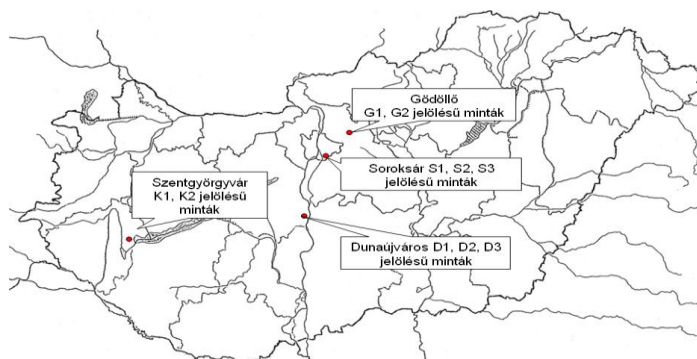 Gödöllő
G1, G2 jelölésű minták
Soroksár S1, S2, S3
jelölésű minták
Szentgyörgyvár
K1, K2 jelölésű
minták
Dunaújváros D1, D2, D3
jelölésű minták